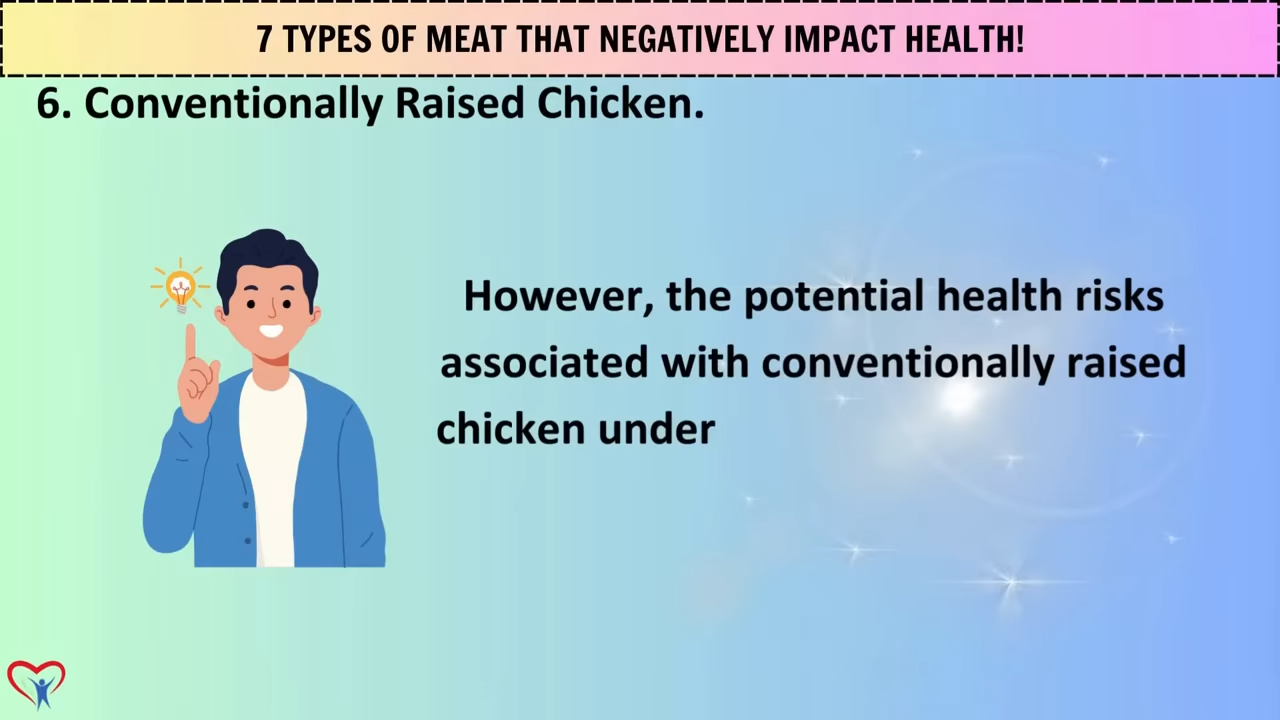 7 TYPES OF MEAT THAT NEGATIVELY IMPACT HEALTH!
6. Conventionally Raised Chicken.
However, the potential health risks
associated with conventionally raised
chicken under